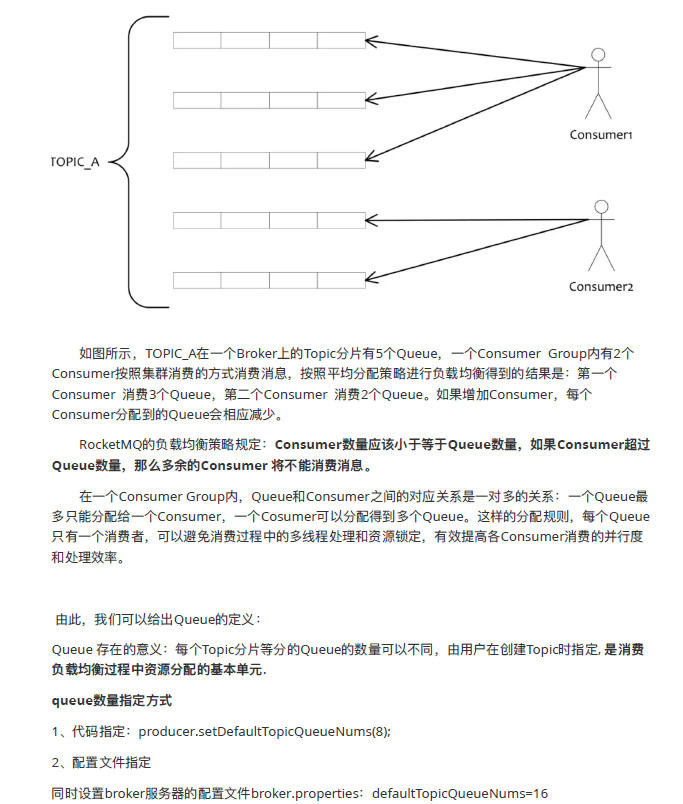 Consumer1
TOPIC_A
Consumer2
如图所示，TOPIC_A在一个Broker上的Topic分片有5个Queue，一个Consumer Group内有2个
Consumer按照集群消费的方式消费消息，按照平均分配策略进行负载均衡得到的结果是：第一个
Consumer 消费3个Queue，第二个Consumer 消费2个Queue。如果增加Consumer，每个
Consumer分配到的Queue会相应减少。
RocketMQ的负载均衡策略规定：Consumer数量应该小于等于Queue数量，如果Consumer超过
Queue数量，那么多余的Consumer 将不能消费消息。
在一个Consumer Group内，Queue和Consumer之间的对应关系是一对多的关系：一个Queue最
多只能分配给一个Consumer，一个Cosumer可以分配得到多个Queue。这样的分配规则，每个Queue
只有一个消费者，可以避免消费过程中的多线程处理和资源锁定，有效提高各Consumer消费的并行度
和处理效率。
由此，我们可以给出Queue的定义：
Queue 存在的意义：每个Topic分片等分的Queue的数量可以不同，由用户在创建Topic时指定, 是消费
负载均衡过程中资源分配的基本单元.
queue数量指定方式
1、代码指定：producer.setDefaultTopicQueueNums(8);
2、配置文件指定
同时设置broker服务器的配置文件broker.properties：defaultTopicQueueNums=16